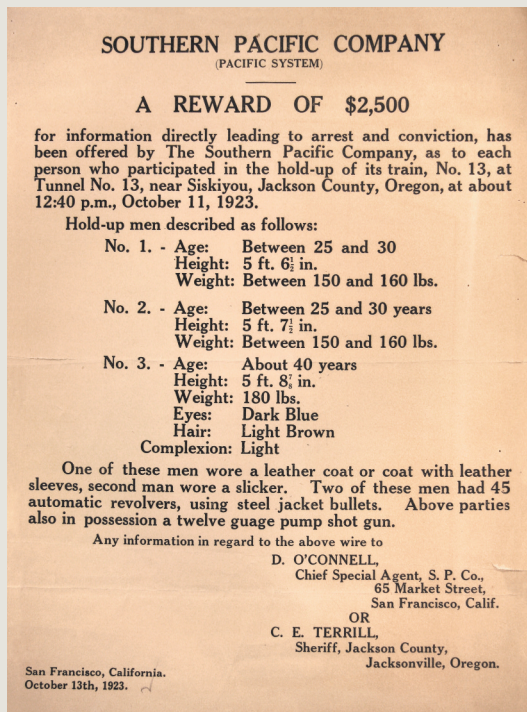 SOUTHERN PACIFIC COMPANY
(PACIFIC SYSTEM)
A REWARD OF $2,500
for information directly leading to arrest and conviction, has
been offered by The Southern Pacific Company, as to each
person who participated in the hold-up of its train, No. 13, at
Tunnel No. 13, near Siskiyou, Jackson County, Oregon, at about
12:40 p.m., October 11, 1923.
Hold-up men described as follows:
No. 1. - Age: Between 25 and 30
Height: 5 ft. 6½ in.
Weight: Between 150 and 160 lbs.
No. 2. - Age: Between 25 and 30 years
Height: 5 ft. 7½ in.
Weight: Between 150 and 160 lbs.
No. 3. - Age: About 40 years
Height: 5 ft. 8⅞ in.
Weight: 180 lbs.
Eyes: Dark Blue
Hair: Light Brown
Complexion: Light
One of these men wore a leather coat or coat with leather
sleeves, second man wore a slicker. Two of these men had 45
automatic revolvers, using steel jacket bullets. Above parties
also in possession a twelve guage pump shot gun.
Any information in regard to the above wire to
D. O'CONNELL,
Chief Special Agent, S. P. Co.,
65 Market Street,
San Francisco, Calif.
OR
C. E. TERRILL,
Sheriff, Jackson County,
Jacksonville, Oregon.
San Francisco, California.
October 13th, 1923.